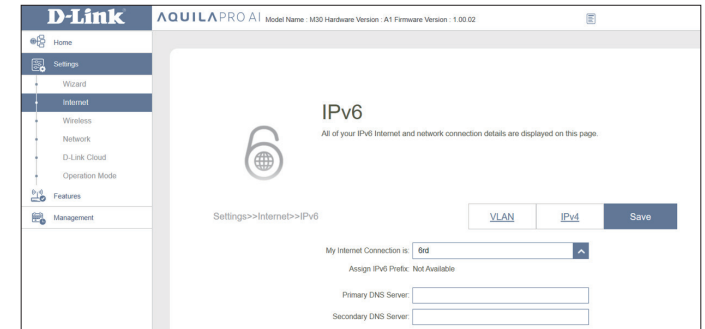 D-Link
AQUILA PRO AI Model Name : M30 Hardware Version : A1 Firmware Version : 1.00.02
Home
Settings
Wizard
Internet
Wireless
Network
D-Link Cloud
Operation Mode
Features
Management
IPv6
All of your IPv6 Internet and network connection details are displayed on this page.
Settings>>Internet>>IPv6
VLAN
IPv4
Save
My Internet Connection is: 6rd
Assign IPv6 Prefix: Not Available
Primary DNS Server:
Secondary DNS Server: